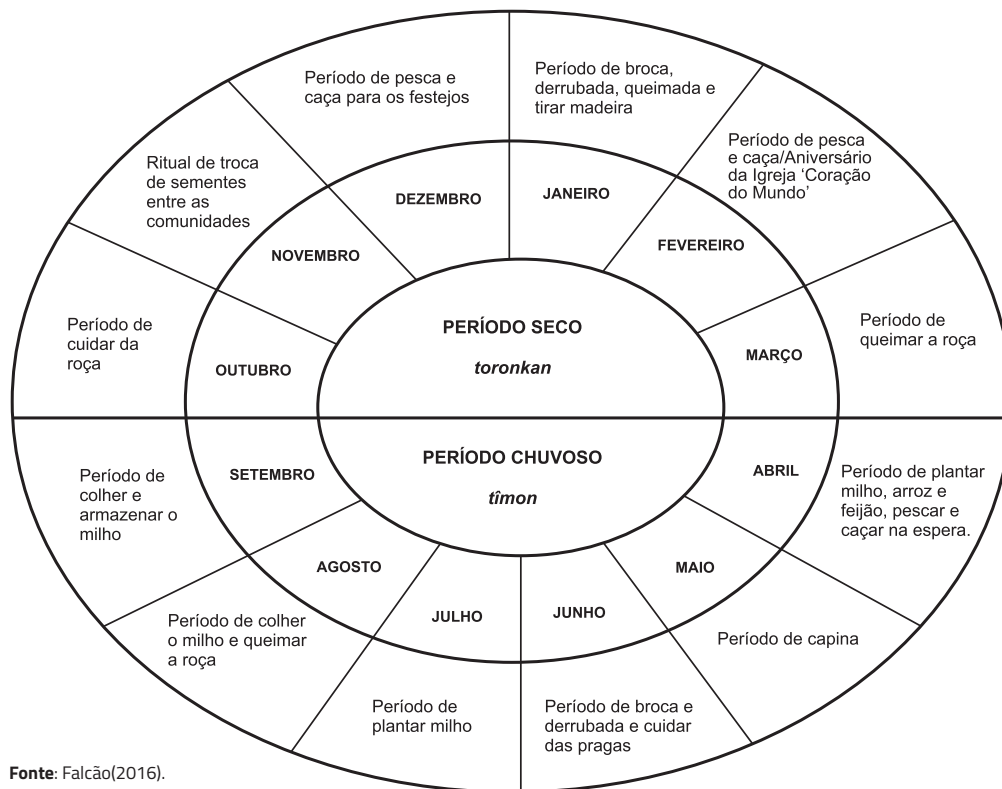 Período de pesca e
caça para os festejos
Período de broca,
derrubada, queimada e
tirar madeira
Período de pesca
e caça/Aniversário
da Igreja ‘Coração
do Mundo’
Ritual de troca
de sementes
entre as
comunidades
DEZEMBRO
JANEIRO
NOVEMBRO
FEVEREIRO
Período de
cuidar da
roça
OUTUBRO
PERÍODO SECO
toronkan
MARÇO
Período de
queimar a roça
Período de
colher e
armazenar o
milho
SETEMBRO
PERÍODO CHUVOSO
tîmon
ABRIL
Período de plantar
milho, arroz e
feijão, pescar e
caçar na espera.
AGOSTO
MAIO
JULHO
JUNHO
Período de colher
o milho e queimar
a roça
Período de capina
Período de
plantar milho
Período de broca e
derrubada e cuidar
das pragas
Fonte: Falcão(2016).